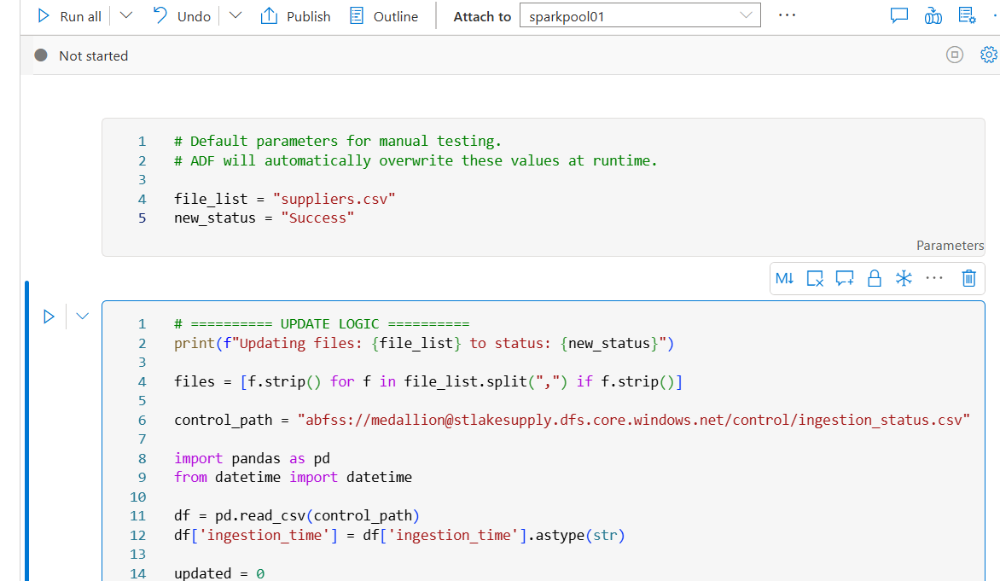 Run all Undo Publish Outline Attach to sparkpool01 ...
Not started
1 # Default parameters for manual testing.
2 # ADF will automatically overwrite these values at runtime.
3
4 file_list = "suppliers.csv"
5 new_status = "Success"
Parameters
M↓ ...
1 # ========== UPDATE LOGIC ==========
2 print(f"Updating files: {file_list} to status: {new_status}")
3
4 files = [f.strip() for f in file_list.split(",") if f.strip()]
5
6 control_path = "abfss://medallion@stlakesupply.dfs.core.windows.net/control/ingestion_status.csv"
7
8 import pandas as pd
9 from datetime import datetime
10
11 df = pd.read_csv(control_path)
12 df['ingestion_time'] = df['ingestion_time'].astype(str)
13
14 updated = 0